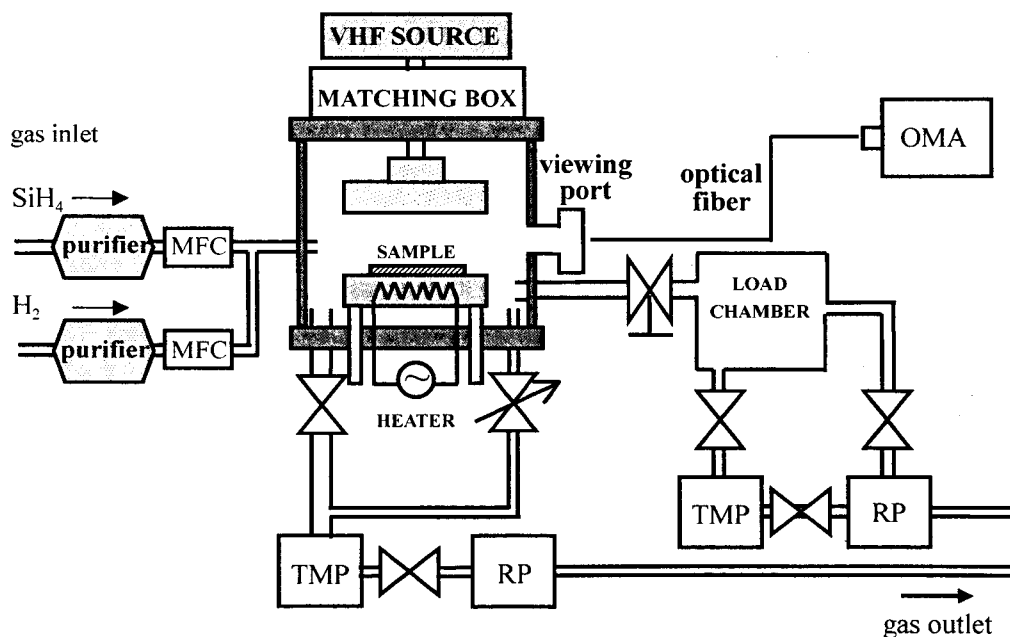 VHF SOURCE
MATCHING BOX
gas inlet
SiH4
purifier
MFC
H2
purifier
MFC
SAMPLE
HEATER
viewing
port
optical
fiber
OMA
LOAD
CHAMBER
TMP
RP
TMP
RP
gas outlet